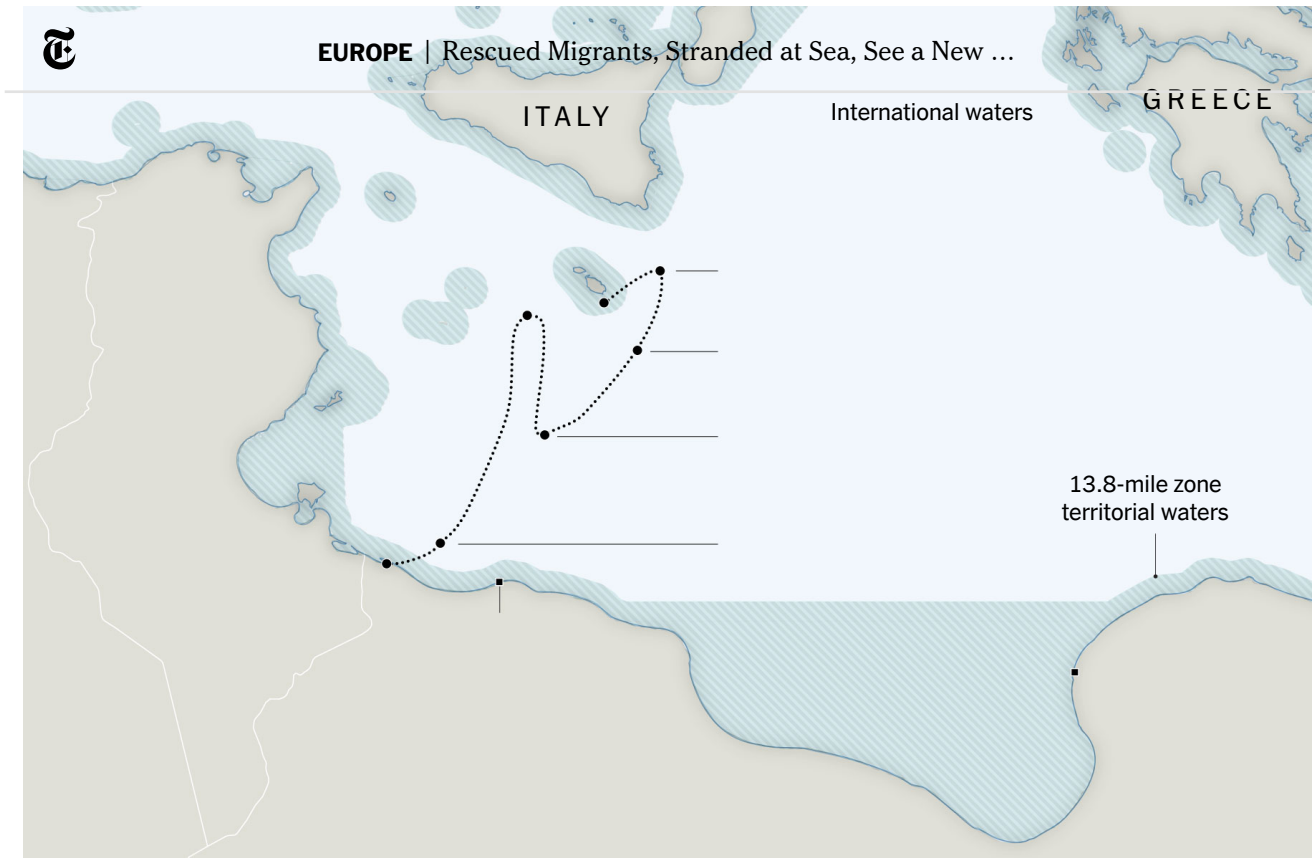 T
EUROPE | Rescued Migrants, Stranded at Sea, See a New ...
ITALY
International waters
GREECE
13.8-mile zone
territorial waters